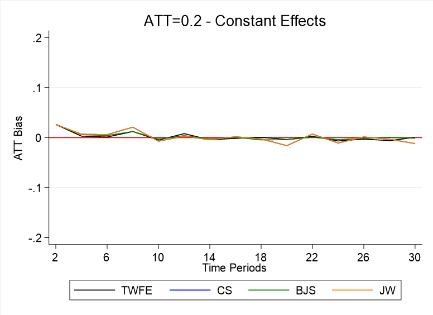 ATT=0.2 - Constant Effects
ATT Bias
.2
.1
0
-.1
-.2
2 6 10 14 18 22 26 30
Time Periods
TWFE CS BJS JW